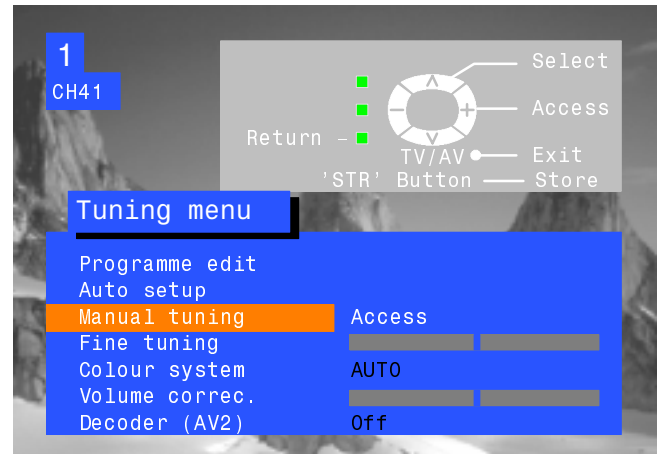 1
CH41
Select
Access
Return –
TV/AV
Exit
'STR' Button
Store
Tuning menu
Programme edit
Auto setup
Manual tuning Access
Fine tuning
Colour system AUTO
Volume correc.
Decoder (AV2) Off